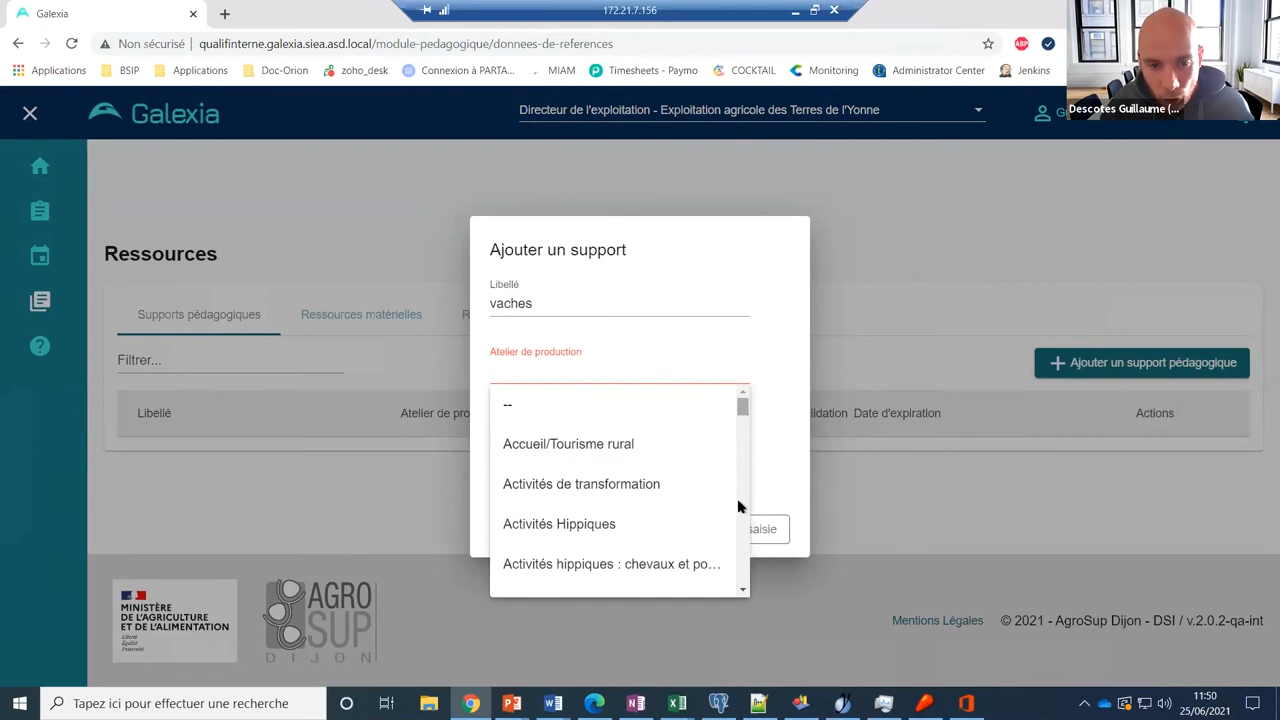 Galexia
172.21.7.156
Non sécurisé
qualifinterne.galexia.siea.asd.local/module-pedagogique/donnees-de-references
ABP
Applications
BSIP
Applications
Doc-Orion
zoho_desk
Connexion à PARTA...
MIAM
Timesheets - Paymo
COCKTAIL
Monitoring
Administrator Center
Jenkins
Descotes Guillaume (...
Galexia
Directeur de l'exploitation - Exploitation agricole des Terres de l'Yonne
Ressources
Supports pédagogiques
Ressources matérielles
Filtrer...
Ajouter un support pédagogique
Libellé
Atelier de pro
lidation
Date d'expiration
Actions
Ajouter un support
Libellé
vaches
Atelier de production
--
Accueil/Tourisme rural
Activités de transformation
Activités Hippiques
Activités hippiques : chevaux et po...
saisie
MINISTÈRE
DE L'AGRICULTURE
ET DE L'ALIMENTATION
Liberté
Égalité
Fraternité
AGRO
SUP
DIJON
Mentions Légales
© 2021 - AgroSup Dijon - DSI / v.2.0.2-qa-int
Tapez ici pour effectuer une recherche
11:50
25/06/2021